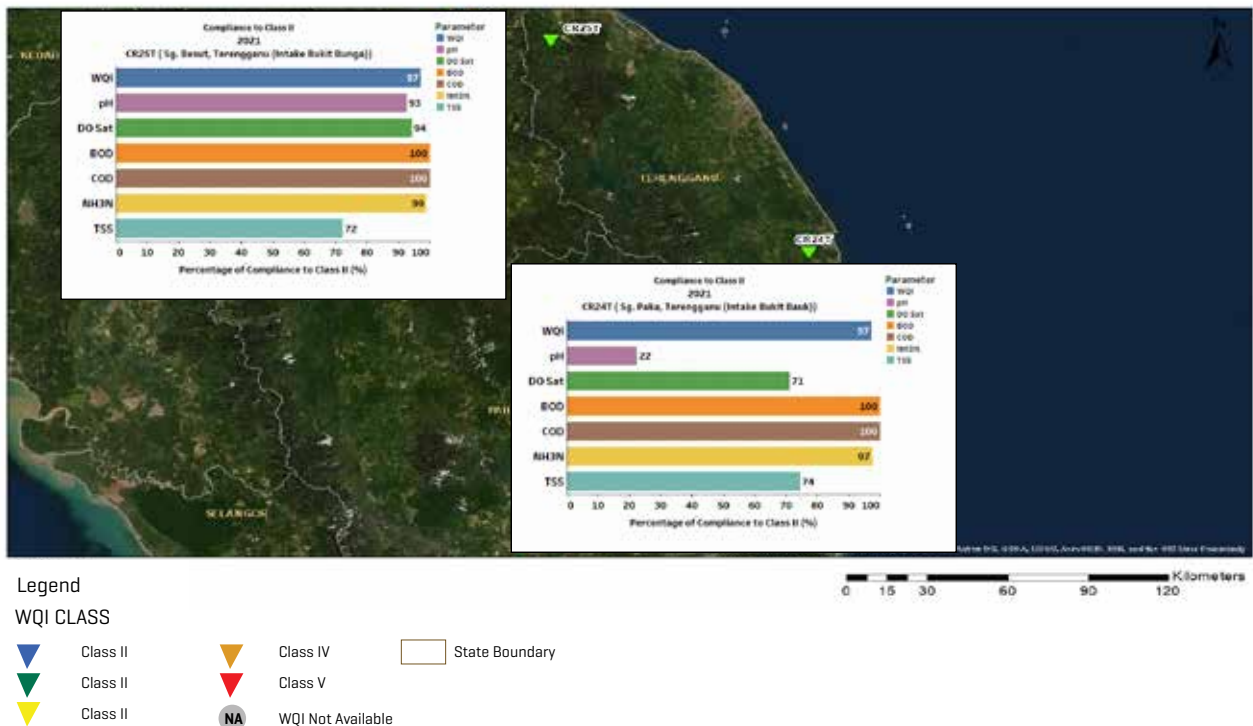 KEDAH
Compliance to Class II
2021
CR25T ( Sg. Besut, Terengganu (Intake Bukit Bunga))
Parameter
WQI
pH
DO Sat
BOD
COD
NH3N
TSS
WQI 97
pH 93
DO Sat 94
BOD 100
COD 100
NH3N 99
TSS 72
0 10 20 30 40 50 60 70 80 90 100
Percentage of Compliance to Class II (%)
CR25T
N
TERENGGANU
CR24T
Compliance to Class II
2021
CR24T ( Sg. Paka, Terengganu (Intake Bukit Bauk))
Parameter
WQI
pH
DO Sat
BOD
COD
NH3N
TSS
WQI 97
pH 22
DO Sat 71
BOD 100
COD 100
NH3N 97
TSS 74
0 10 20 30 40 50 60 70 80 90 100
Percentage of Compliance to Class II (%)
SELANGOR
Legend
WQI CLASS
Class II
Class II
Class II
Class IV
Class V
NA WQI Not Available
State Boundary
Kilometers
0 15 30 60 90 120